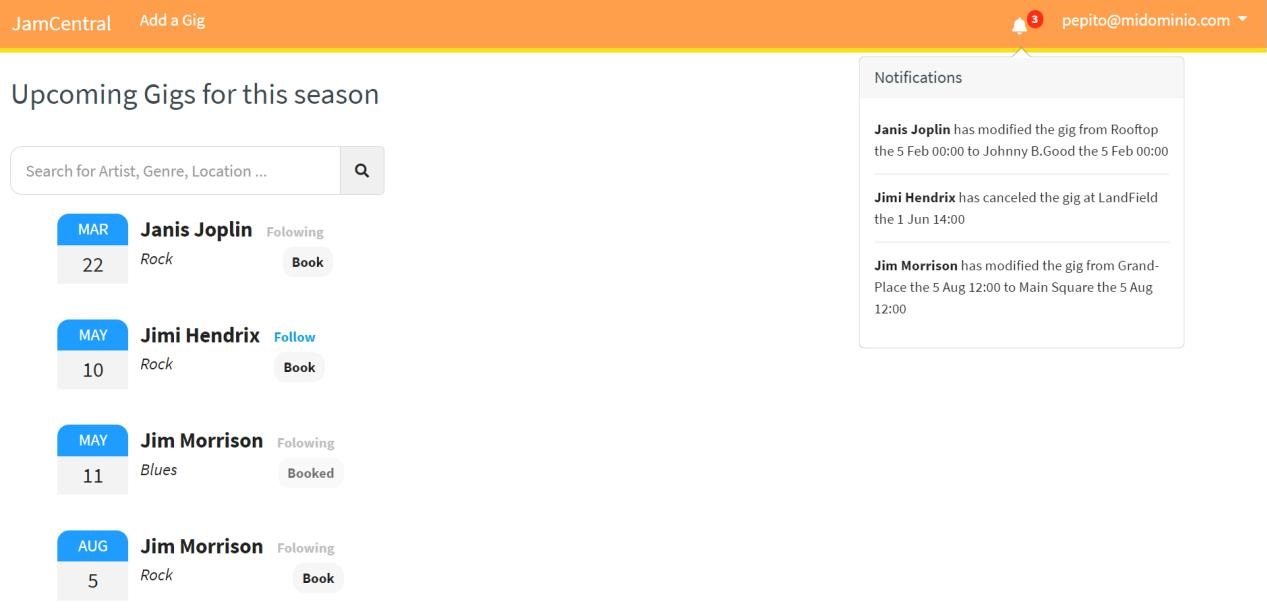 JamCentral Add a Gig 3 pepito@midominio.com
Upcoming Gigs for this season
Search for Artist, Genre, Location ...
MAR
22
Janis Joplin Folowing
Rock
Book
MAY
10
Jimi Hendrix Follow
Rock
Book
MAY
11
Jim Morrison Folowing
Blues
Booked
AUG
5
Jim Morrison Folowing
Rock
Book
Notifications
Janis Joplin has modified the gig from Rooftop
the 5 Feb 00:00 to Johnny B.Good the 5 Feb 00:00
Jimi Hendrix has canceled the gig at LandField
the 1 Jun 14:00
Jim Morrison has modified the gig from Grand-
Place the 5 Aug 12:00 to Main Square the 5 Aug
12:00